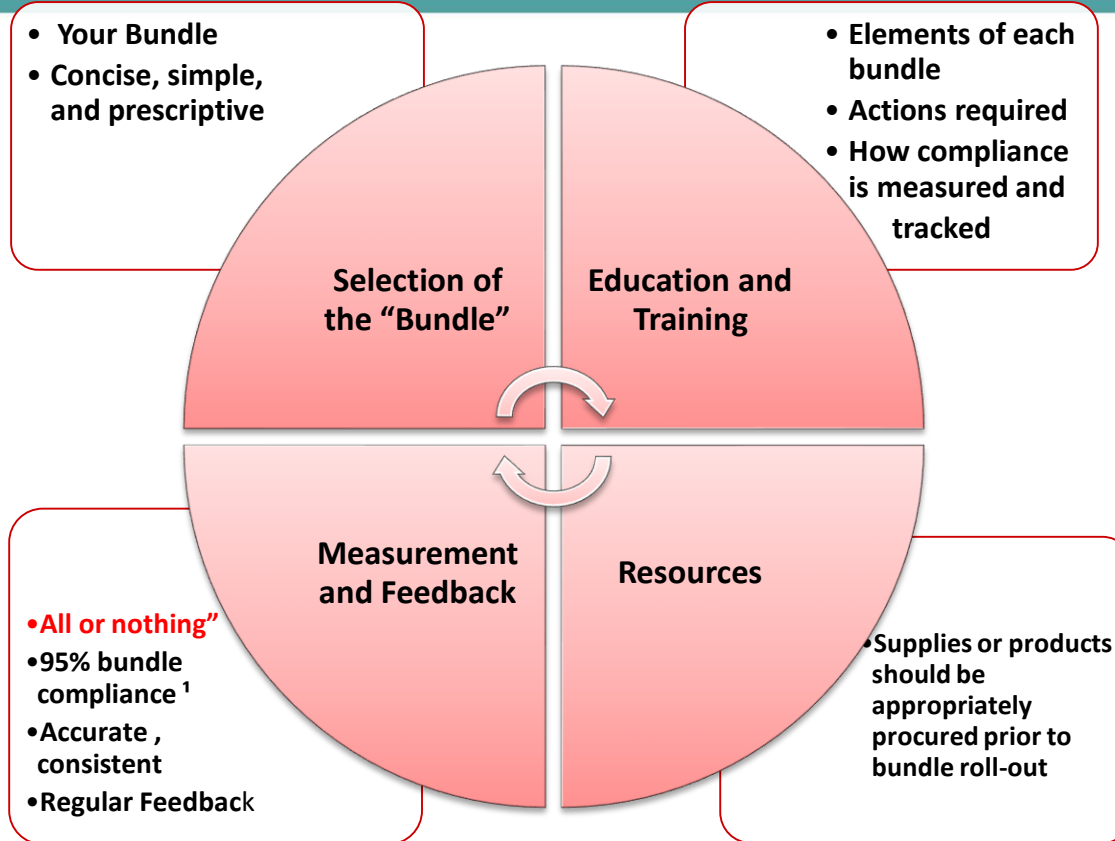 • Your Bundle
• Concise, simple,
and prescriptive
• Elements of each
bundle
• Actions required
• How compliance
is measured and
tracked
Selection of
the “Bundle”
Education and
Training
Measurement
and Feedback
Resources
•All or nothing”
•95% bundle
compliance ¹
•Accurate ,
consistent
•Regular Feedback
•Supplies or products
should be
appropriately
procured prior to
bundle roll-out